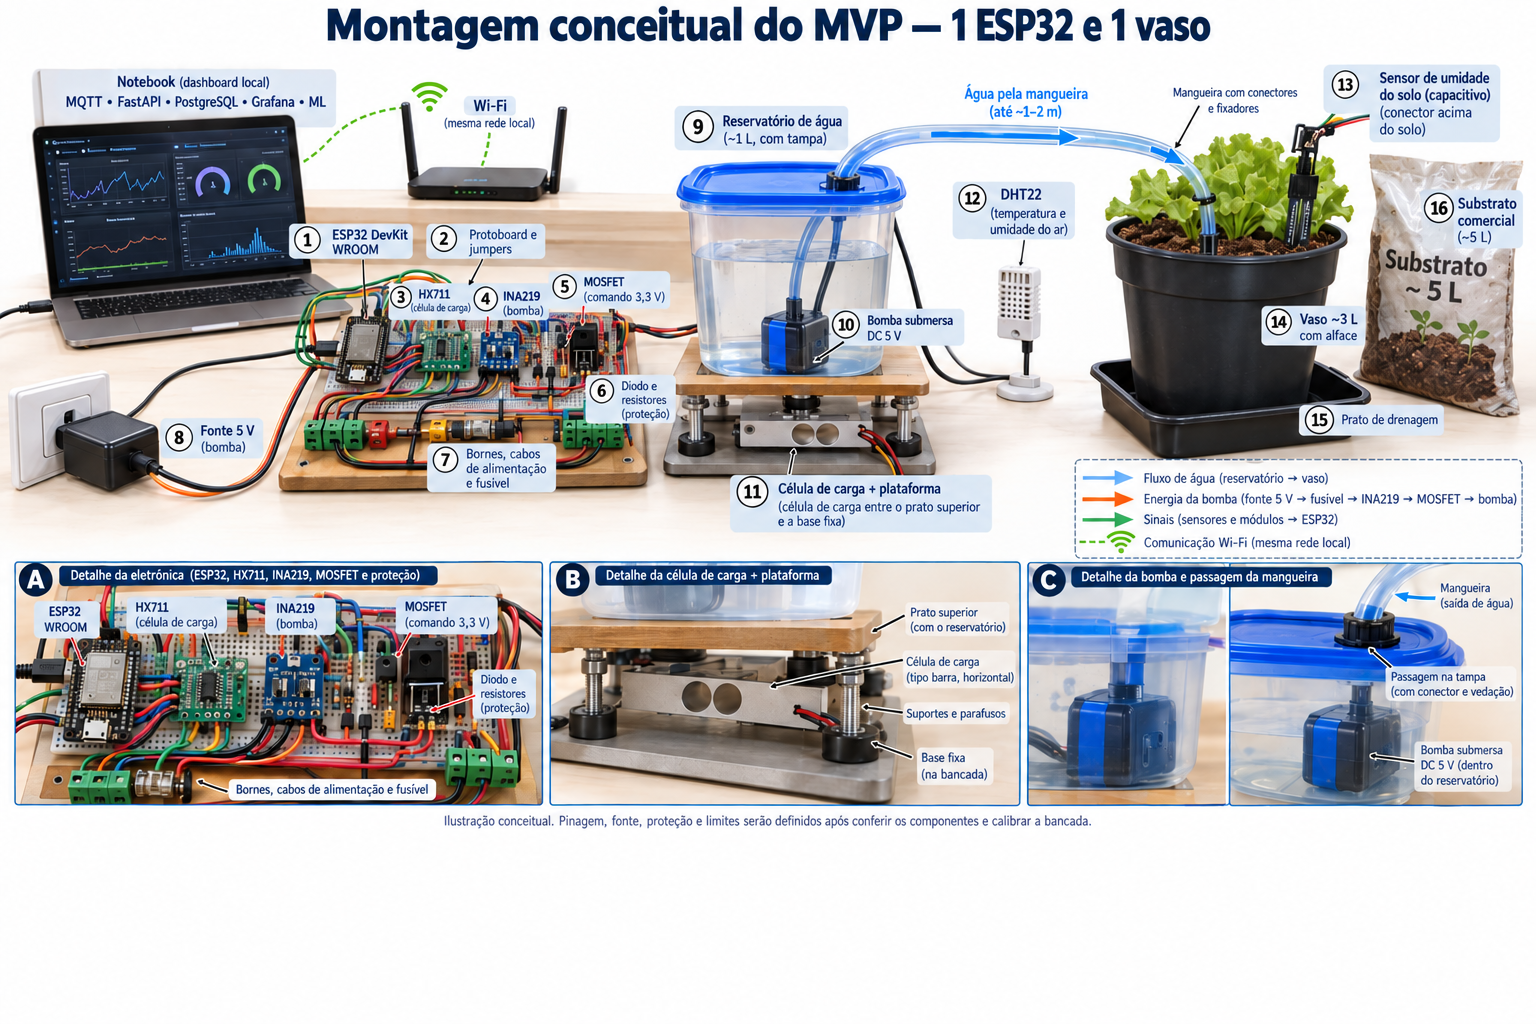 Montagem conceitual do MVP — 1 ESP32 e 1 vaso
Notebook (dashboard local)
MQTT • FastAPI • PostgreSQL • Grafana • ML
Wi-Fi
(mesma rede local)
9 Reservatório de água
(~1 L, com tampa)
Água pela mangueira
(até ~1–2 m)
Mangueira com conectores
e fixadores
13 Sensor de umidade
do solo (capacitivo)
(conector acima
do solo)
1 ESP32 DevKit
WROOM
2 Protoboard e
jumpers
3 HX711
(célula de carga)
4 INA219
(bomba)
5 MOSFET
(comando 3,3 V)
12 DHT22
(temperatura e
umidade do ar)
16 Substrato
comercial
(~5 L)
Substrato
~ 5 L
10 Bomba submersa
DC 5 V
14 Vaso ~3 L
com alface
6 Diodo e
resistores
(proteção)
8 Fonte 5 V
(bomba)
7 Bornes, cabos
de alimentação
e fusível
15 Prato de drenagem
11 Célula de carga + plataforma
(célula de carga entre o prato superior
e a base fixa)
Fluxo de água (reservatório → vaso)
Energia da bomba (fonte 5 V → fusível → INA219 → MOSFET → bomba)
Sinais (sensores e módulos → ESP32)
Comunicação Wi-Fi (mesma rede local)
A Detalhe da eletrônica (ESP32, HX711, INA219, MOSFET e proteção)
ESP32
WROOM
HX711
(célula de carga)
INA219
(bomba)
MOSFET
(comando 3,3 V)
Diodo e
resistores
(proteção)
Bornes, cabos de alimentação e fusível
B Detalhe da célula de carga + plataforma
Prato superior
(com o reservatório)
Célula de carga
(tipo barra, horizontal)
Suportes e parafusos
Base fixa
(na bancada)
C Detalhe da bomba e passagem da mangueira
Mangueira
(saída de água)
Passagem na tampa
(com conector e vedação)
Bomba submersa
DC 5 V (dentro
do reservatório)
Ilustração conceitual. Pinagem, fonte, proteção e limites serão definidos após conferir os componentes e calibrar a bancada.